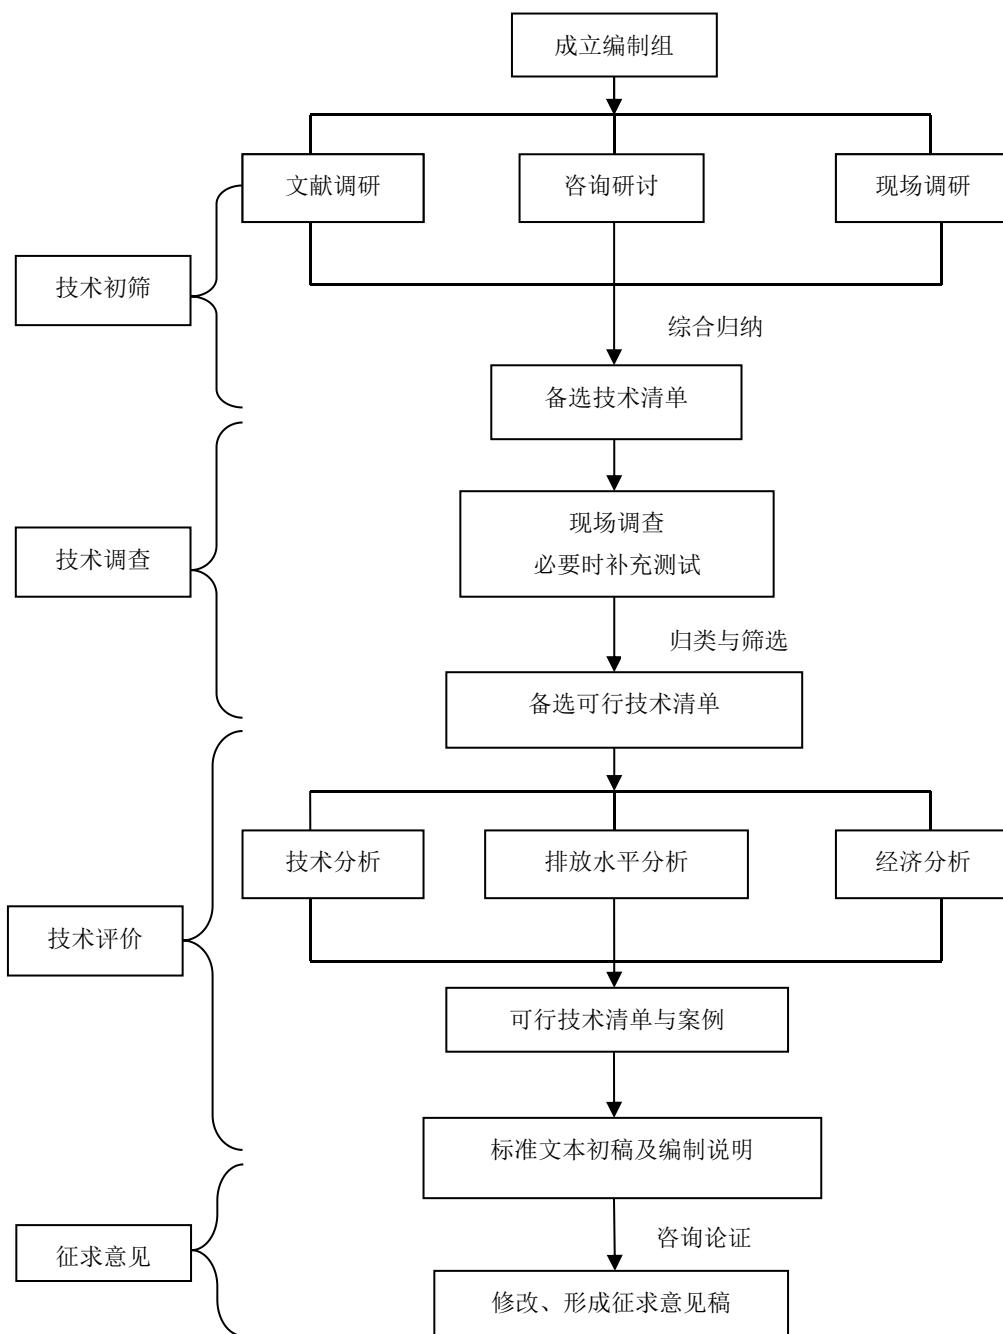 成立编制组
文献调研
咨询研讨
现场调研
技术初筛
综合归纳
备选技术清单
现场调查
必要时补充测试
技术调查
归类与筛选
备选可行技术清单
技术分析
排放水平分析
经济分析
技术评价
可行技术清单与案例
标准文本初稿及编制说明
咨询论证
征求意见
修改、形成征求意见稿